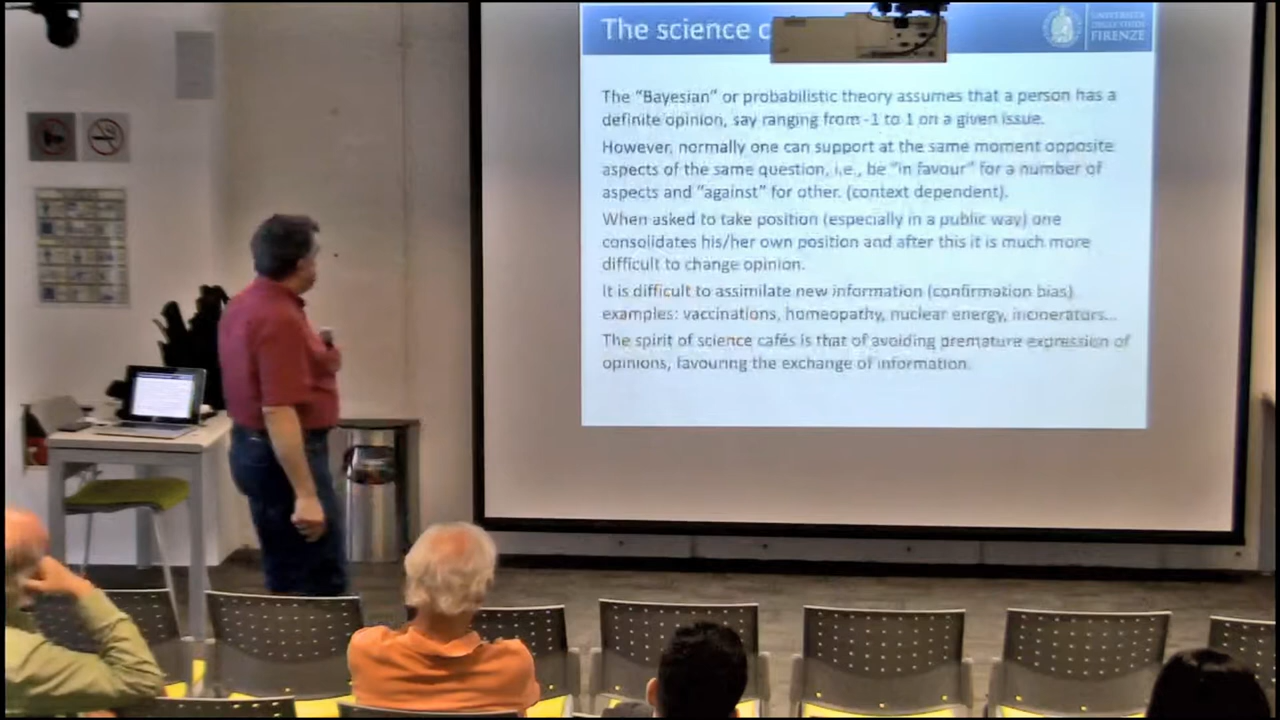 The science
UNIVERSITÀ
DEGLI STUDI
FIRENZE
The “Bayesian” or probabilistic theory assumes that a person has a
definite opinion, say ranging from -1 to 1 on a given issue.
However, normally one can support at the same moment opposite
aspects of the same question, i.e., be “in favour” for a number of
aspects and “against” for other. (context dependent).
When asked to take position (especially in a public way) one
consolidates his/her own position and after this it is much more
difficult to change opinion.
It is difficult to assimilate new information (confirmation bias)
examples: vaccinations, homeopathy, nuclear energy, incinerators...
The spirit of science cafés is that of avoiding premature expression of
opinions, favouring the exchange of information.